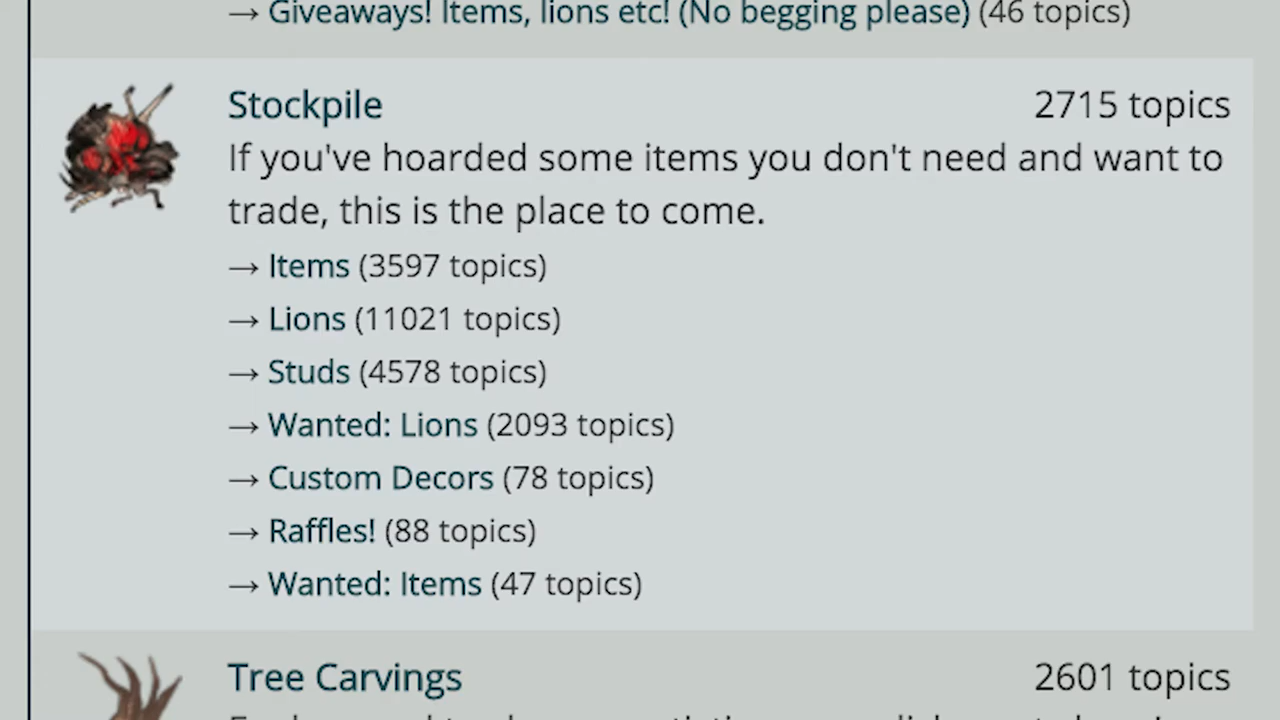 → Giveaways! Items, lions etc! (No begging please) (46 topics)
Stockpile 2715 topics
If you've hoarded some items you don't need and want to
trade, this is the place to come.
→ Items (3597 topics)
→ Lions (11021 topics)
→ Studs (4578 topics)
→ Wanted: Lions (2093 topics)
→ Custom Decors (78 topics)
→ Raffles! (88 topics)
→ Wanted: Items (47 topics)
Tree Carvings 2601 topics